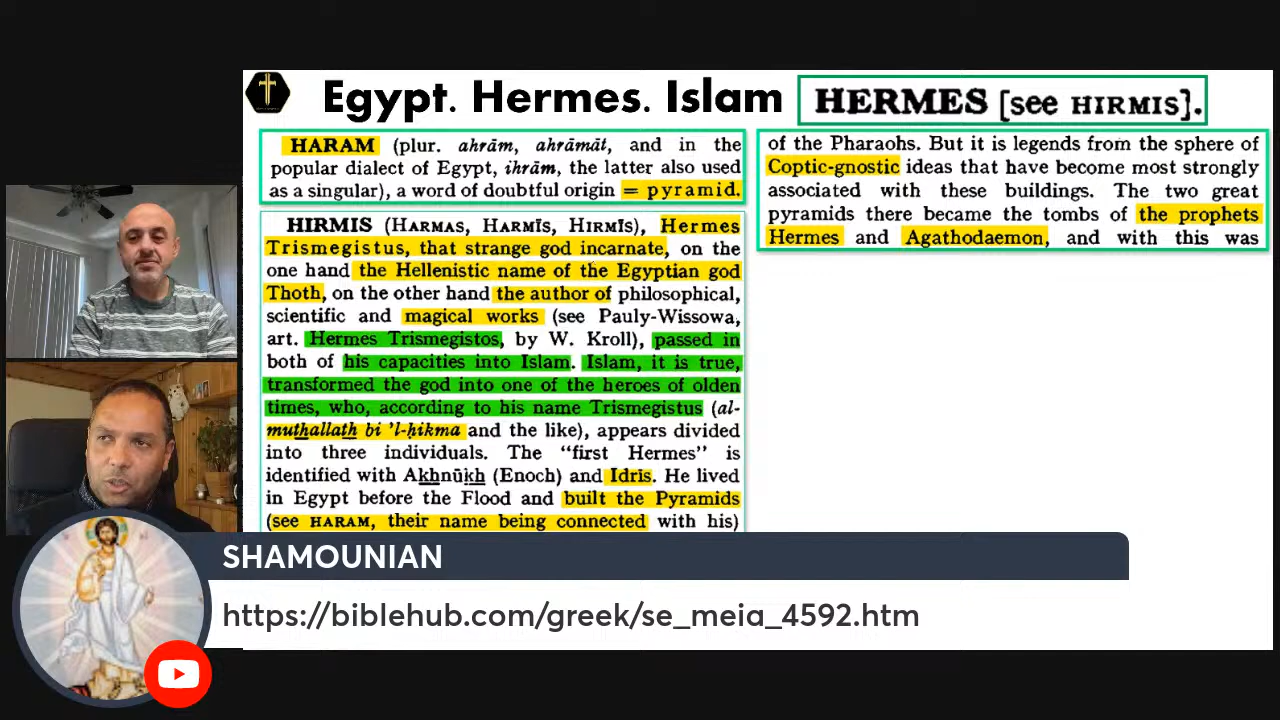 Egypt. Hermes. Islam
HERMES [see HIRMIS].
HARAM (plur. ahrām, ahrāmāt, and in the
popular dialect of Egypt, ihrām, the latter also used
as a singular), a word of doubtful origin = pyramid.
HIRMIS (HARMAS, HARMĪS, HIRMĪS), Hermes
Trismegistus, that strange god incarnate, on the
one hand the Hellenistic name of the Egyptian god
Thoth, on the other hand the author of philosophical,
scientific and magical works (see Pauly-Wissowa,
art. Hermes Trismegistos, by W. Kroll), passed in
both of his capacities into Islam. Islam, it is true,
transformed the god into one of the heroes of olden
times, who, according to his name Trismegistus (al-
muthallath bi 'l-ḥikma and the like), appears divided
into three individuals. The “first Hermes” is
identified with Akhnūkh (Enoch) and Idrīs. He lived
in Egypt before the Flood and built the Pyramids
(see HARAM, their name being connected with his)
of the Pharaohs. But it is legends from the sphere of
Coptic-gnostic ideas that have become most strongly
associated with these buildings. The two great
pyramids there became the tombs of the prophets
Hermes and Agathodaemon, and with this was
SHAMOUNIAN
https://biblehub.com/greek/se_meia_4592.htm